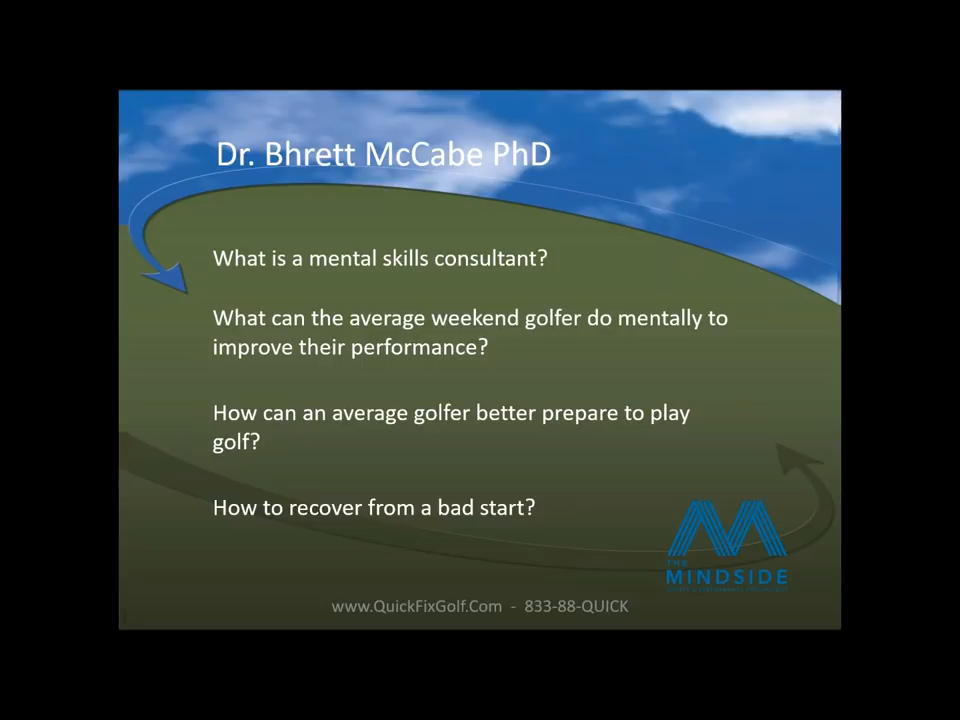 Dr. Bhrett McCabe PhD
What is a mental skills consultant?
What can the average weekend golfer do mentally to
improve their performance?
How can an average golfer better prepare to play
golf?
How to recover from a bad start?
THE
MINDSIDE
www.QuickFixGolf.Com - 833-88-QUICK